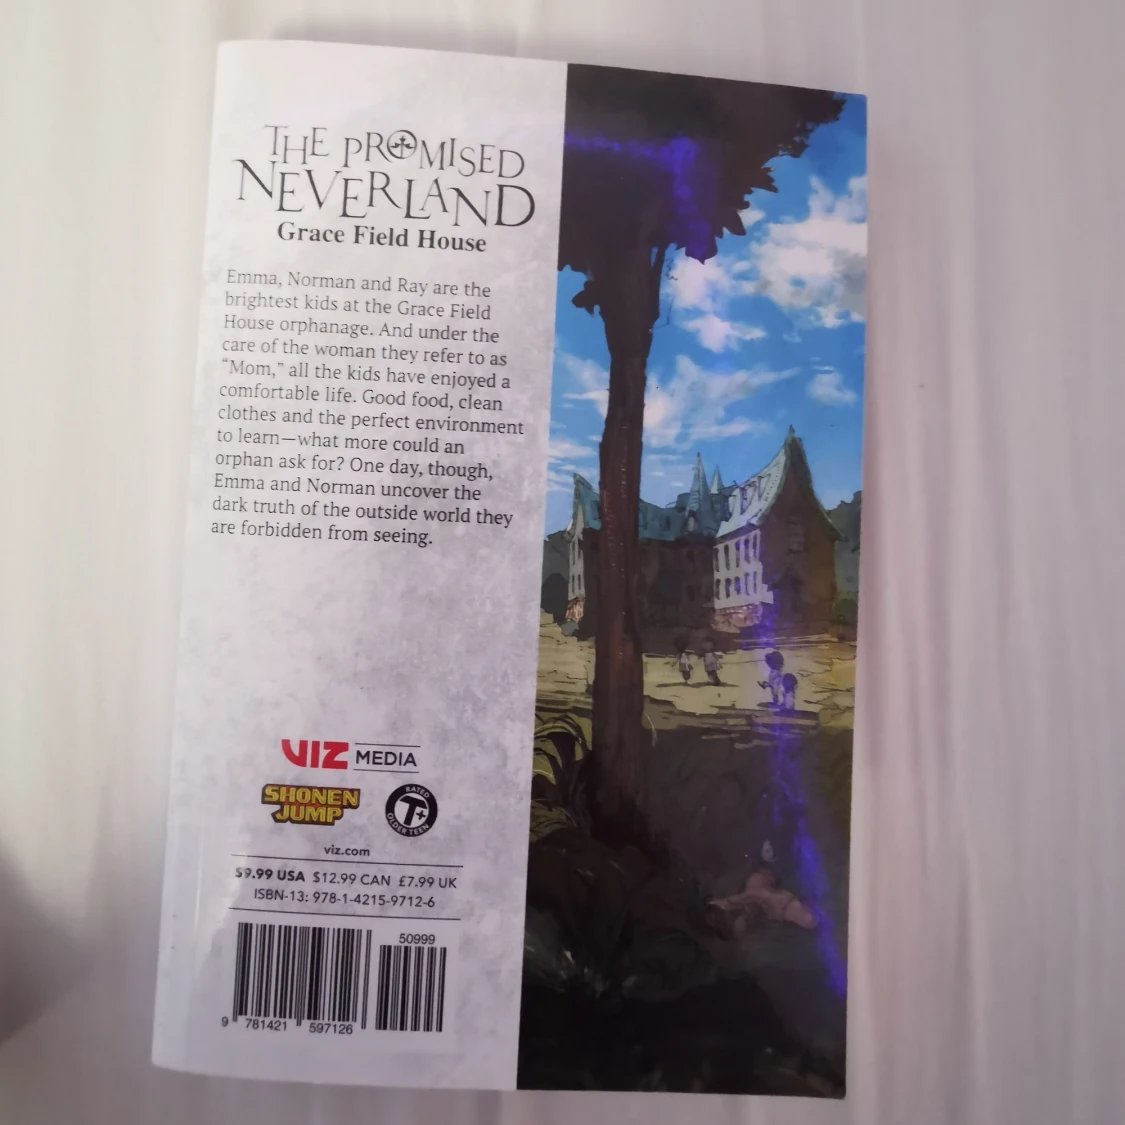 THE PROMISED
NEVERLAND
Grace Field House
Emma, Norman and Ray are the
brightest kids at the Grace Field
House orphanage. And under the
care of the woman they refer to as
“Mom,” all the kids have enjoyed a
comfortable life. Good food, clean
clothes and the perfect environment
to learn—what more could an
orphan ask for? One day, though,
Emma and Norman uncover the
dark truth of the outside world they
are forbidden from seeing.
VIZ MEDIA
SHONEN
JUMP
RATED
T+
OLDER TEEN
viz.com
$9.99 USA $12.99 CAN £7.99 UK
ISBN-13: 978-1-4215-9712-6
50999
9 781421 597126